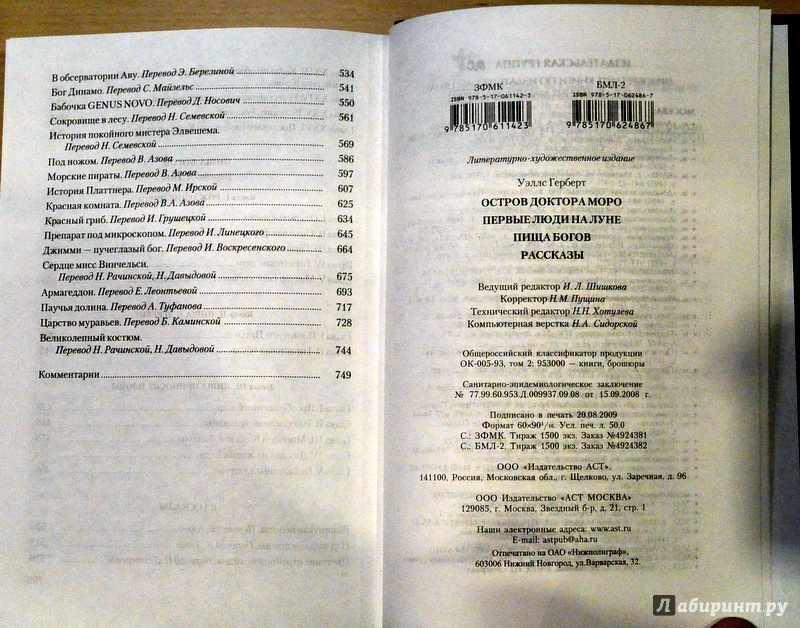 В обсерватории Аву. Перевод Э. Березиной 534
Бог Динамо. Перевод С. Майзельс 541
Бабочка GENUS NOVO. Перевод Д. Носович 550
Сокровище в лесу. Перевод Н. Семевской 561
История покойного мистера Элвешема.
Перевод Н. Семевской 569
Под ножом. Перевод В. Азова 586
Морские пираты. Перевод В. Азова 597
История Платтнера. Перевод М. Ирской 607
Красная комната. Перевод В.А. Азова 625
Красный гриб. Перевод И. Грушецкой 634
Препарат под микроскопом. Перевод И. Линецкого 645
Джимми — пучеглазый бог. Перевод И. Воскресенского 664
Сердце мисс Винчельси.
Перевод Н. Рачинской, Н. Давыдовой 675
Армагеддон. Перевод Е. Леонтьевой 693
Паучья долина. Перевод А. Туфанова 717
Царство муравьев. Перевод Б. Каминской 728
Великолепный костюм.
Перевод Н. Рачинской, Н. Давыдовой 744
Комментарии 749
ЗФМК БМЛ-2
ISBN 978-5-17-061142-3 ISBN 978-5-17-062486-7
9 785170 611423 9 785170 624867
Литературно-художественное издание
Уэллс Герберт
ОСТРОВ ДОКТОРА МОРО
ПЕРВЫЕ ЛЮДИ НА ЛУНЕ
ПИЩА БОГОВ
РАССКАЗЫ
Ведущий редактор И. Л. Шишкова
Корректор Н.М. Пущина
Технический редактор Н.Н. Хотулева
Компьютерная верстка Н.А. Сидорской
Общероссийский классификатор продукции
ОК-005-93, том 2; 953000 — книги, брошюры
Санитарно-эпидемиологическое заключение
№ 77.99.60.953.Д.009937.09.08 от 15.09.2008 г.
Подписано в печать 20.08.2009
Формат 60×90¹/₁₆. Усл. печ. л. 50,0
С.: ЗФМК. Тираж 1500 экз. Заказ №4924381
С.: БМЛ-2. Тираж 1500 экз. Заказ №4924382
ООО «Издательство АСТ»
141100, Россия, Московская обл., г. Щелково, ул. Заречная, д. 96
ООО Издательство «АСТ МОСКВА»
129085, г. Москва, Звездный б-р, д. 21, стр. 1
Наши электронные адреса: www.ast.ru
E-mail: astpub@aha.ru
Отпечатано на ОАО «Нижполиграф»,
603006 Нижний Новгород, ул.Варварская, 32.
Лабиринт.ру